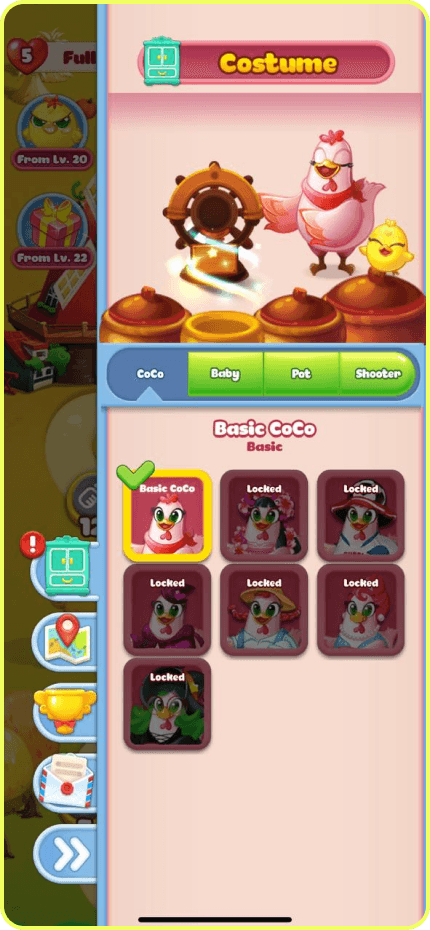 5
Full
Costume
From Lv. 20
From Lv. 22
CoCo
Baby
Pot
Shooter
Basic CoCo
Basic
Basic CoCo
Locked
Locked
Locked
Locked
Locked
Locked
!